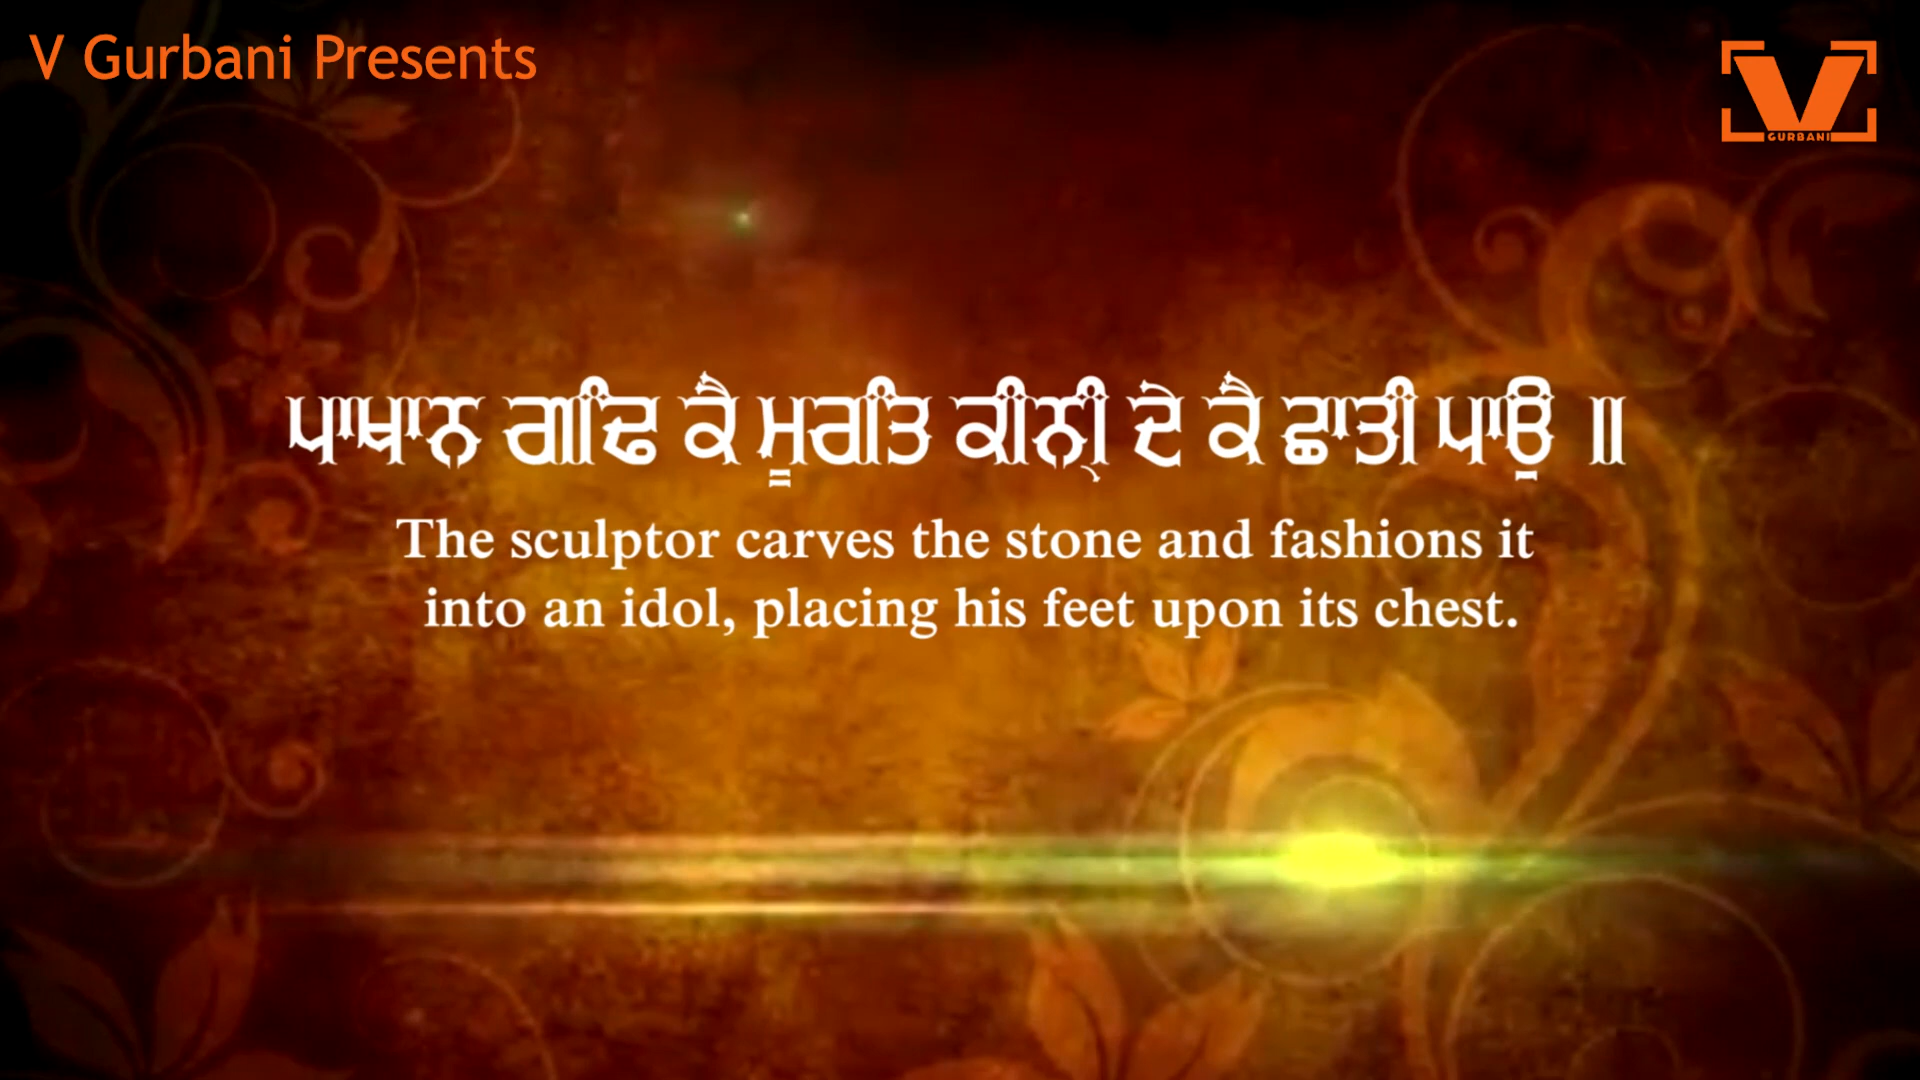 V Gurbani Presents
V
GURBANI
ਪਾਖਾਨ ਗਢਿ ਕੈ ਮੂਰਤਿ ਕੀਨੑੀ ਦੇ ਕੈ ਛਾਤੀ ਪਾਉ ॥
The sculptor carves the stone and fashions it
into an idol, placing his feet upon its chest.